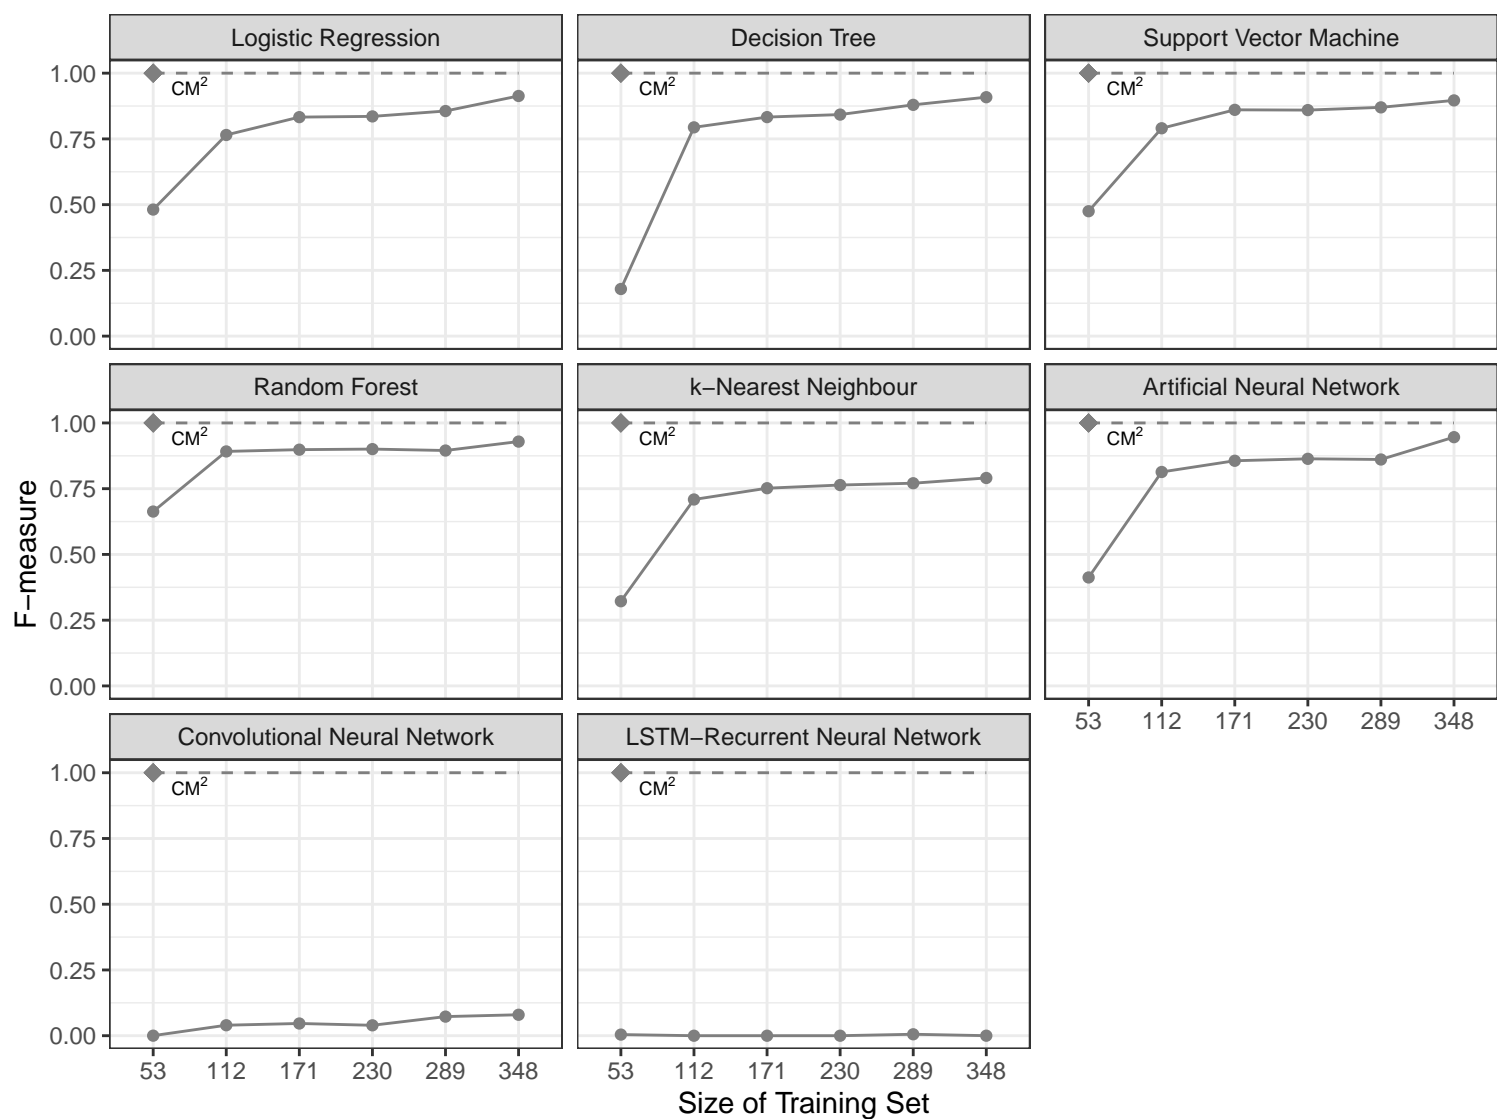 Logistic Regression
Decision Tree
Support Vector Machine
1.00
0.75
0.50
0.25
0.00
CM²
CM²
CM²
Random Forest
k−Nearest Neighbour
Artificial Neural Network
1.00
0.75
0.50
0.25
0.00
CM²
CM²
CM²
53 112 171 230 289 348
Convolutional Neural Network
LSTM−Recurrent Neural Network
1.00
0.75
0.50
0.25
0.00
CM²
CM²
53 112 171 230 289 348
53 112 171 230 289 348
Size of Training Set
F−measure